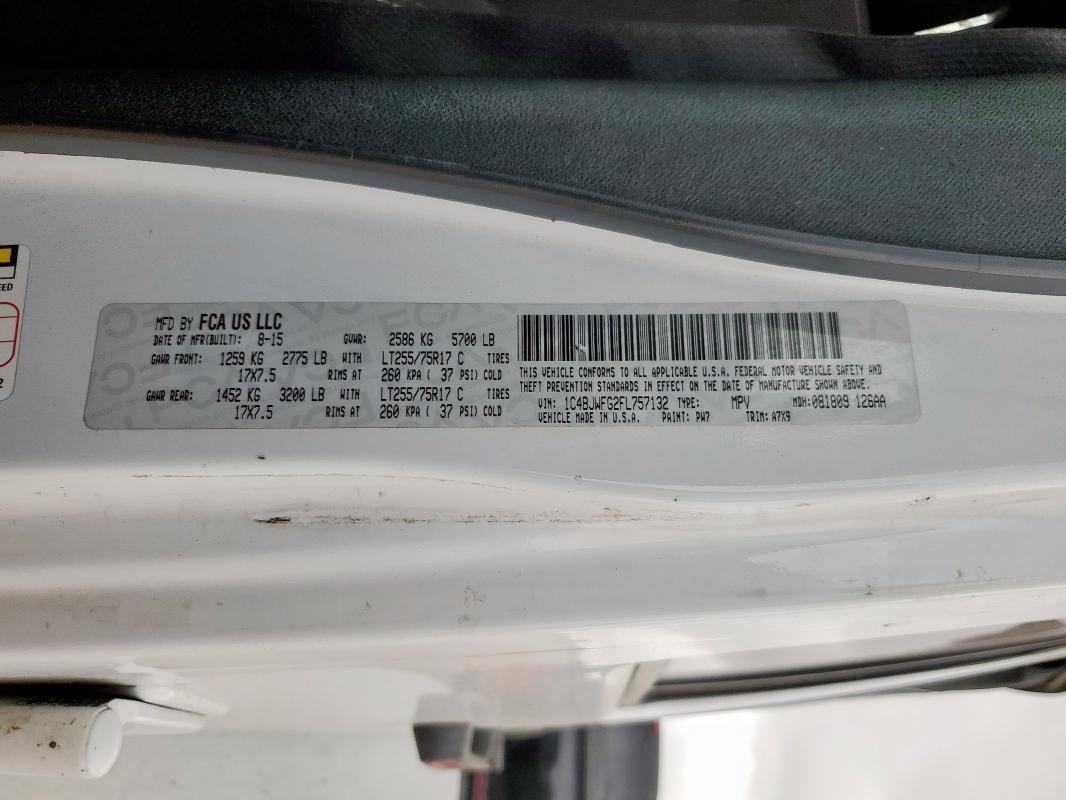 MFD BY FCA US LLC
DATE OF MFR(BUILT): 8-15 GVWR: 2586 KG 5700 LB
GAWR FRONT: 1259 KG 2775 LB WITH LT255/75R17 C TIRES
17X7.5 RIMS AT 260 KPA ( 37 PSI) COLD
GAWR REAR: 1452 KG 3200 LB WITH LT255/75R17 C TIRES
17X7.5 RIMS AT 260 KPA ( 37 PSI) COLD
THIS VEHICLE CONFORMS TO ALL APPLICABLE U.S.A. FEDERAL MOTOR VEHICLE SAFETY AND
THEFT PREVENTION STANDARDS IN EFFECT ON THE DATE OF MANUFACTURE SHOWN ABOVE.
VIN: 1C4BJWFG2FL757132 TYPE: MPV MDH: 081809 126AA
VEHICLE MADE IN U.S.A. PAINT: PW7 TRIM: A7X9
2